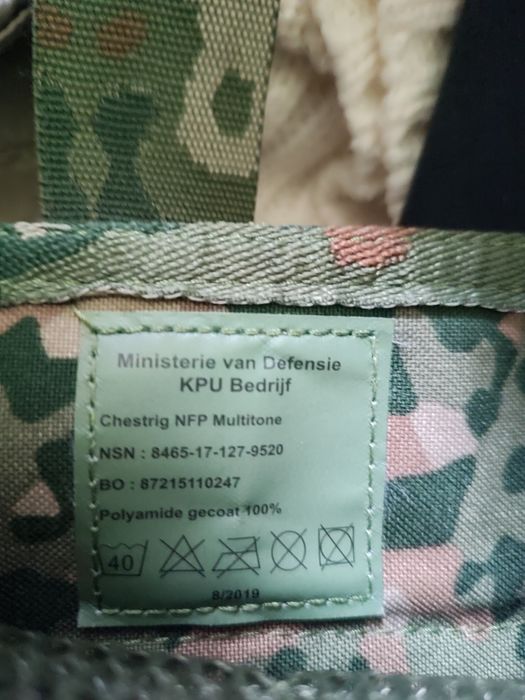 Ministerie van Defensie
KPU Bedrijf
Chestrig NFP Multitone
NSN : 8465-17-127-9520
BO : 87215110247
Polyamide gecoat 100%
40
8/2019